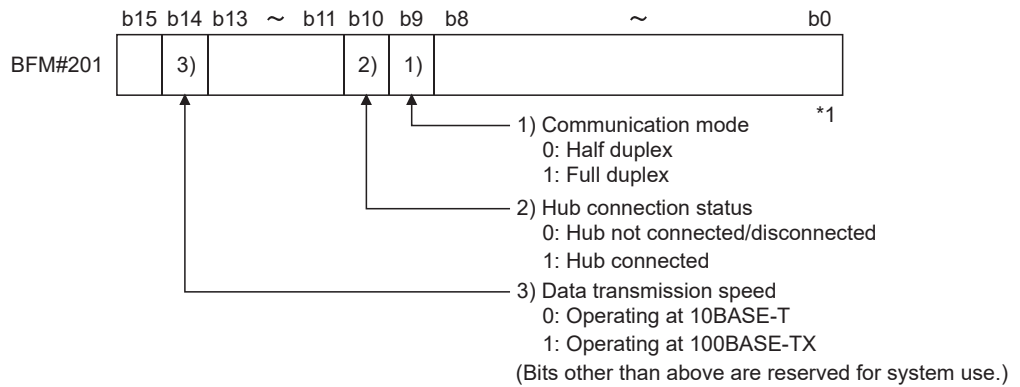 b15 b14 b13 ~ b11 b10 b9 b8 ~ b0
BFM#201 3) 2) 1)
*1
1) Communication mode
0: Half duplex
1: Full duplex
2) Hub connection status
0: Hub not connected/disconnected
1: Hub connected
3) Data transmission speed
0: Operating at 10BASE-T
1: Operating at 100BASE-TX
(Bits other than above are reserved for system use.)